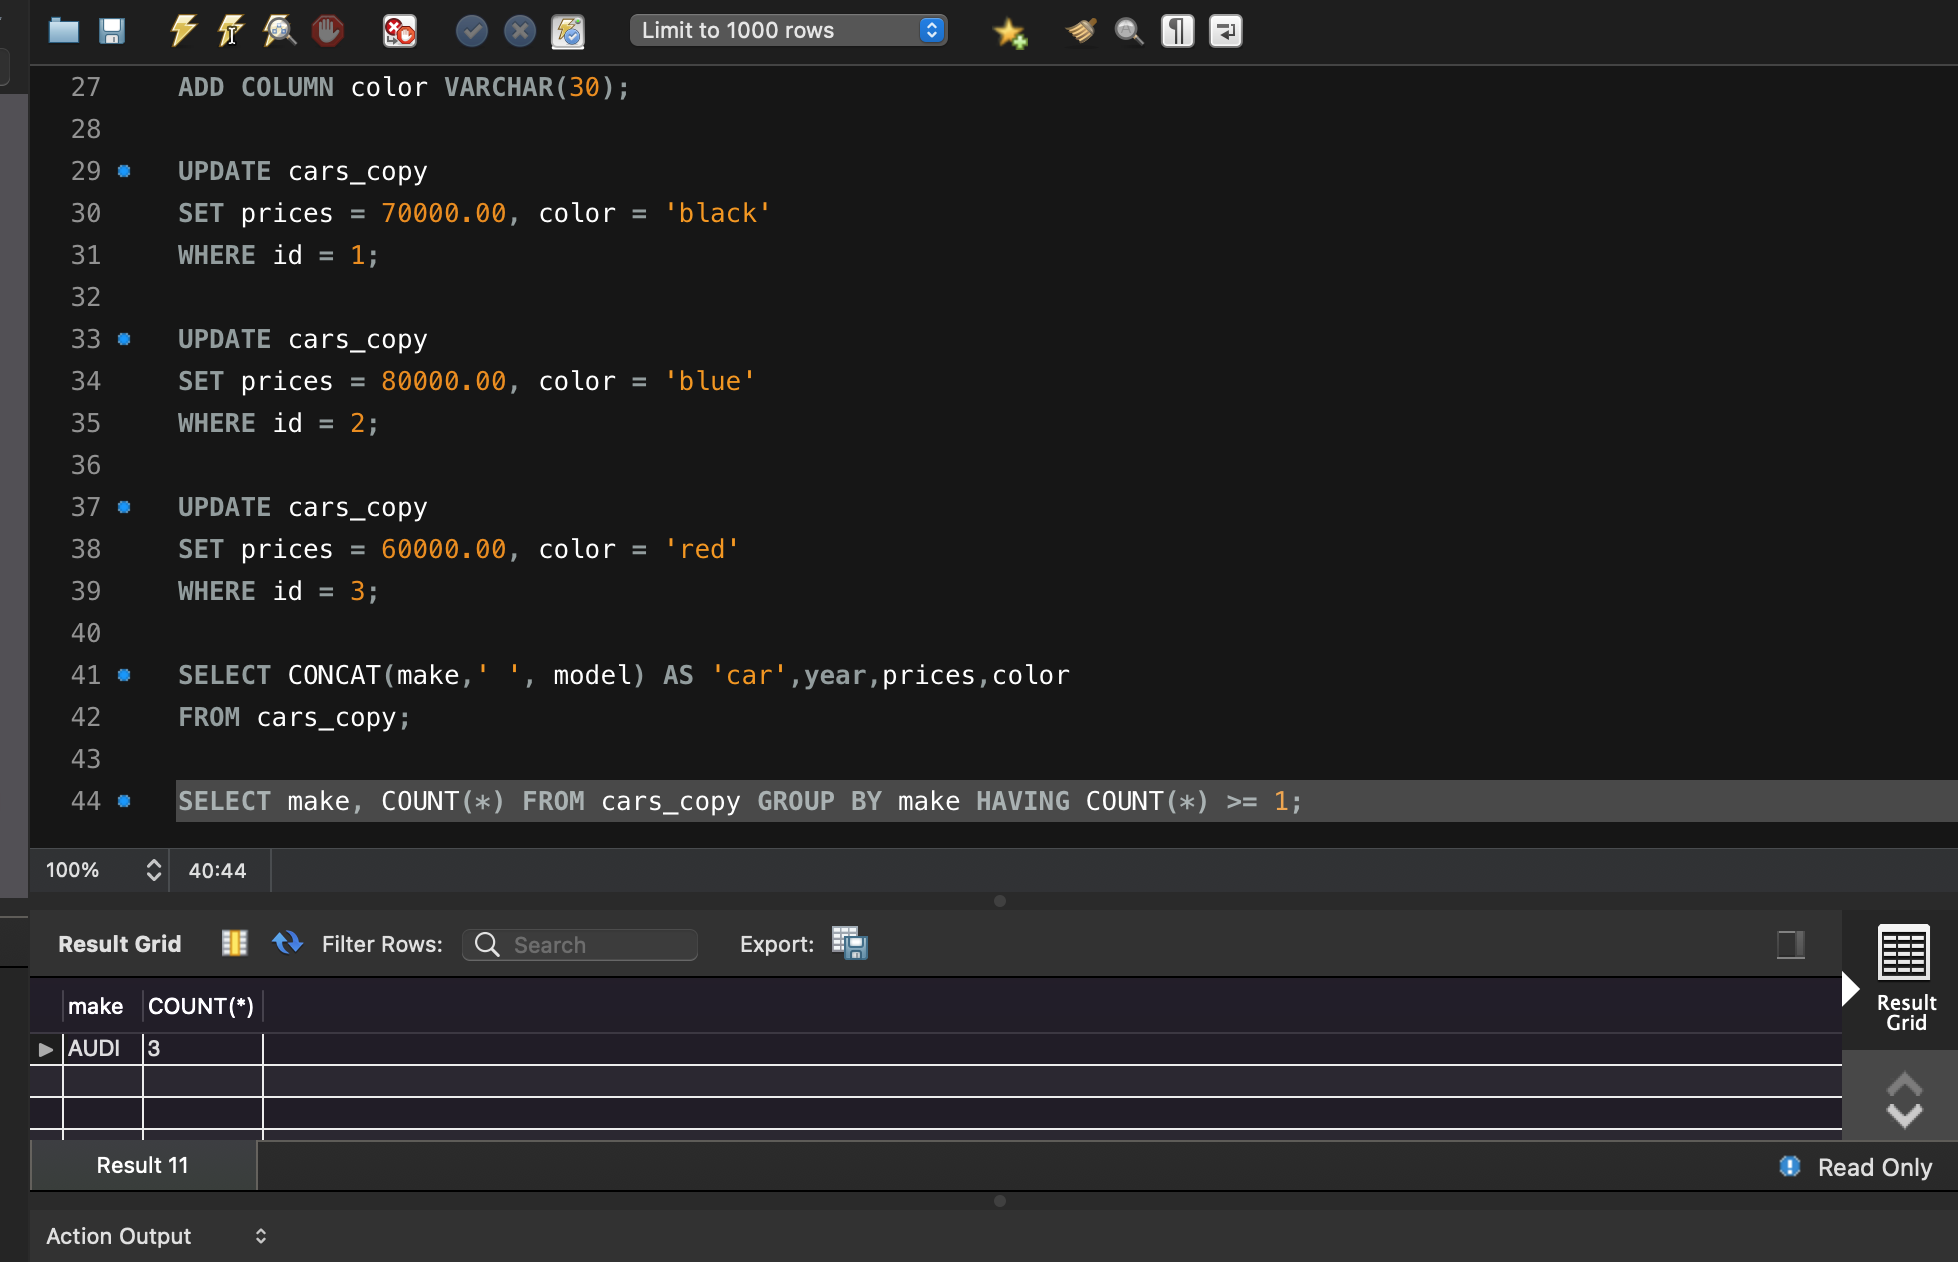 Limit to 1000 rows
27 ADD COLUMN color VARCHAR(30);
28
29 UPDATE cars_copy
30 SET prices = 70000.00, color = 'black'
31 WHERE id = 1;
32
33 UPDATE cars_copy
34 SET prices = 80000.00, color = 'blue'
35 WHERE id = 2;
36
37 UPDATE cars_copy
38 SET prices = 60000.00, color = 'red'
39 WHERE id = 3;
40
41 SELECT CONCAT(make,' ', model) AS 'car',year,prices,color
42 FROM cars_copy;
43
44 SELECT make, COUNT(*) FROM cars_copy GROUP BY make HAVING COUNT(*) >= 1;
100% 40:44
Result Grid Filter Rows: Search Export:
make COUNT(*)
AUDI 3
Result
Grid
Result 11 Read Only
Action Output